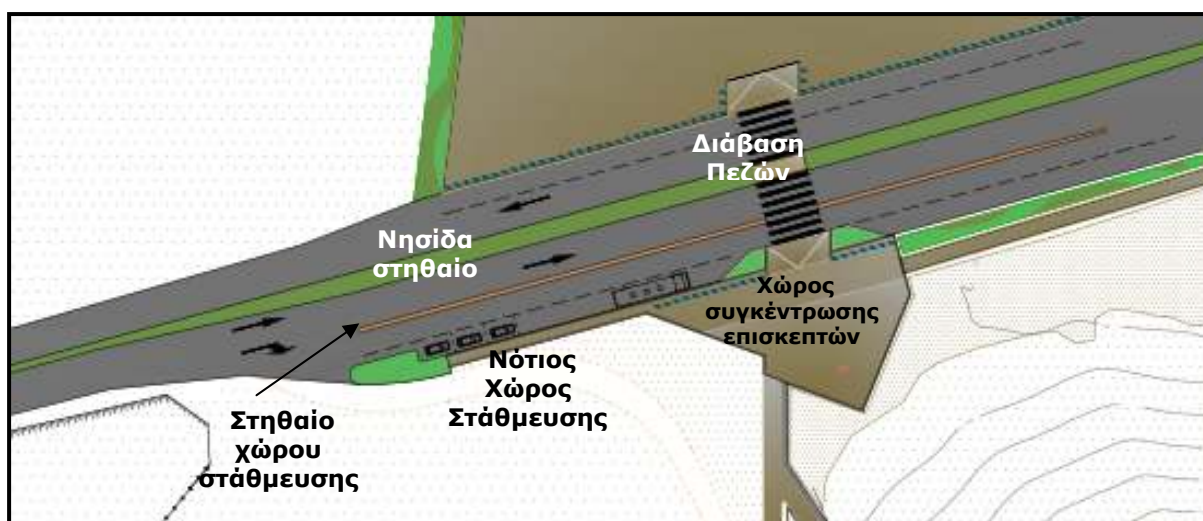 Διάβαση
Πεζών
Νησίδα
στηθαίο
Χώρος
συγκέντρωσης
επισκεπτών
Νότιος
Χώρος
Στάθμευσης
Στηθαίο
χώρου
στάθμευσης